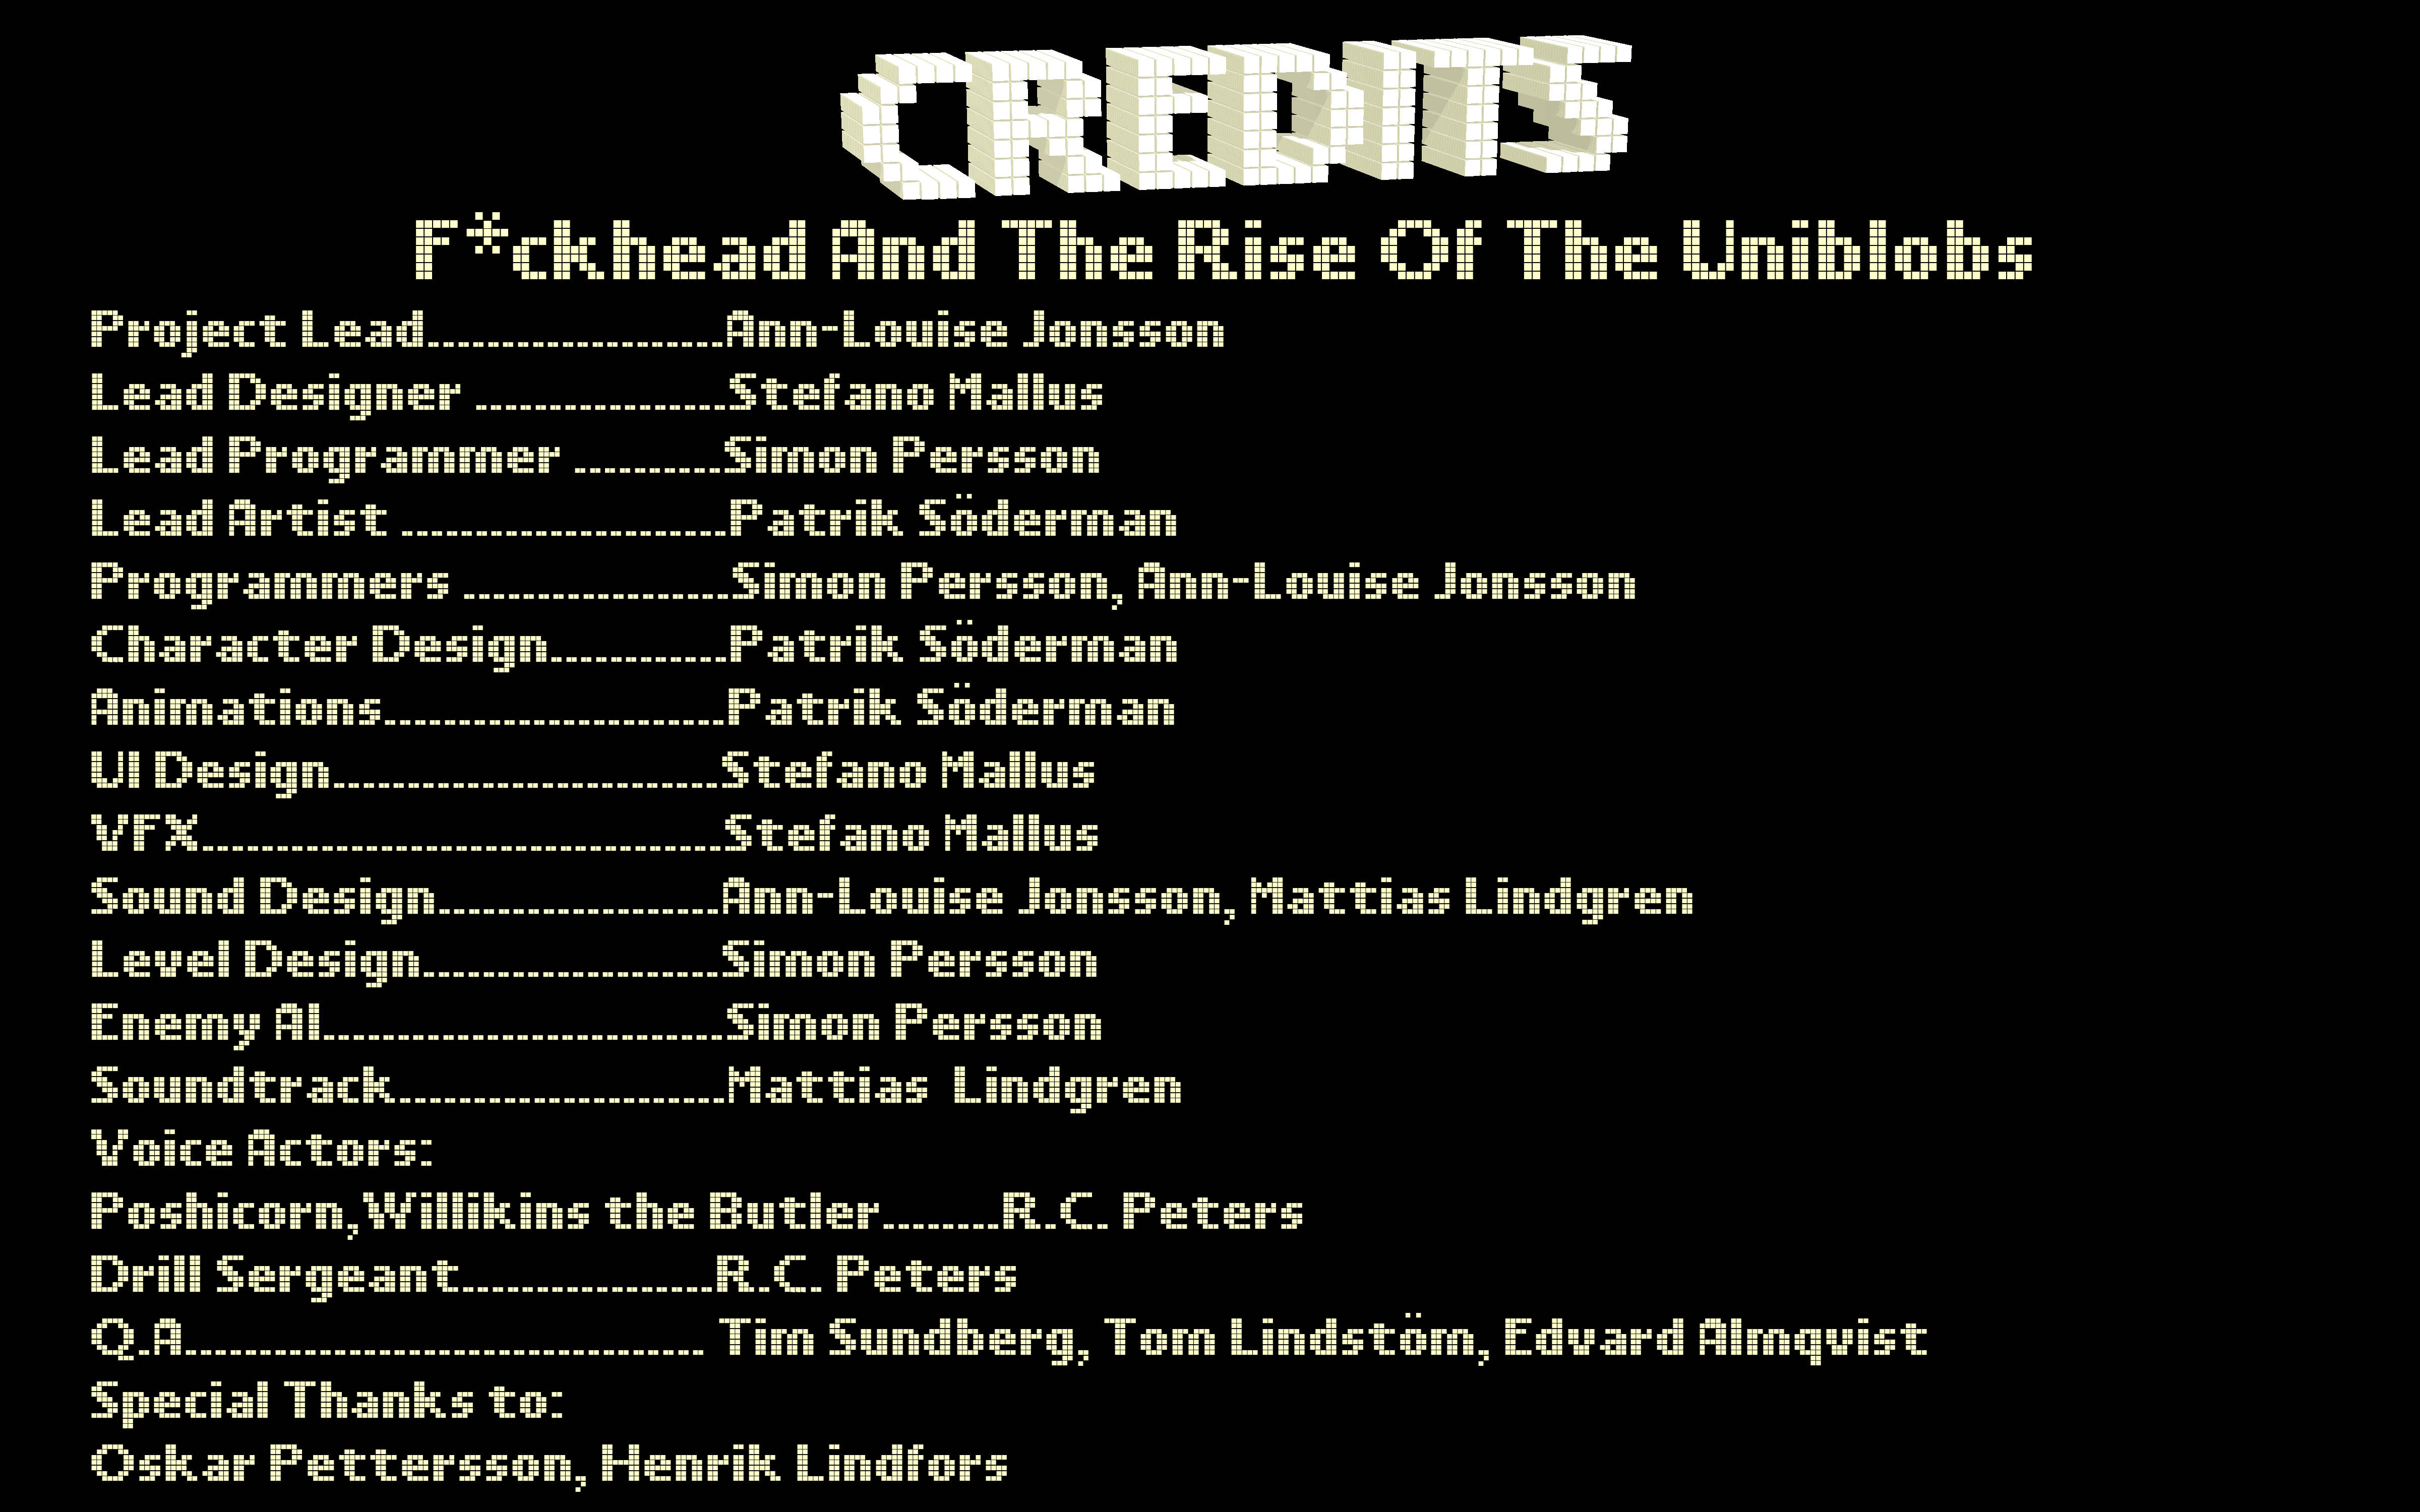 CREDITS
F*ckhead And The Rise Of The Uniblobs
Project Lead....................Ann-Louise Jonsson
Lead Designer .................Stefano Mallus
Lead Programmer ..........Simon Persson
Lead Artist ......................Patrik Söderman
Programmers ..................Simon Persson, Ann-Louise Jonsson
Character Design............Patrik Söderman
Animations.......................Patrik Söderman
UI Design..........................Stefano Mallus
VFX...................................Stefano Mallus
Sound Design...................Ann-Louise Jonsson, Mattias Lindgren
Level Design....................Simon Persson
Enemy AI...........................Simon Persson
Soundtrack......................Mattias  Lindgren
Voice Actors:
Poshicorn,Willikins the Butler........R.C. Peters
Drill Sergeant.................R.C. Peters
Q.A................................... Tim Sundberg, Tom Lindstöm, Edvard Almqvist
Special Thanks to:
Oskar Pettersson, Henrik Lindfors